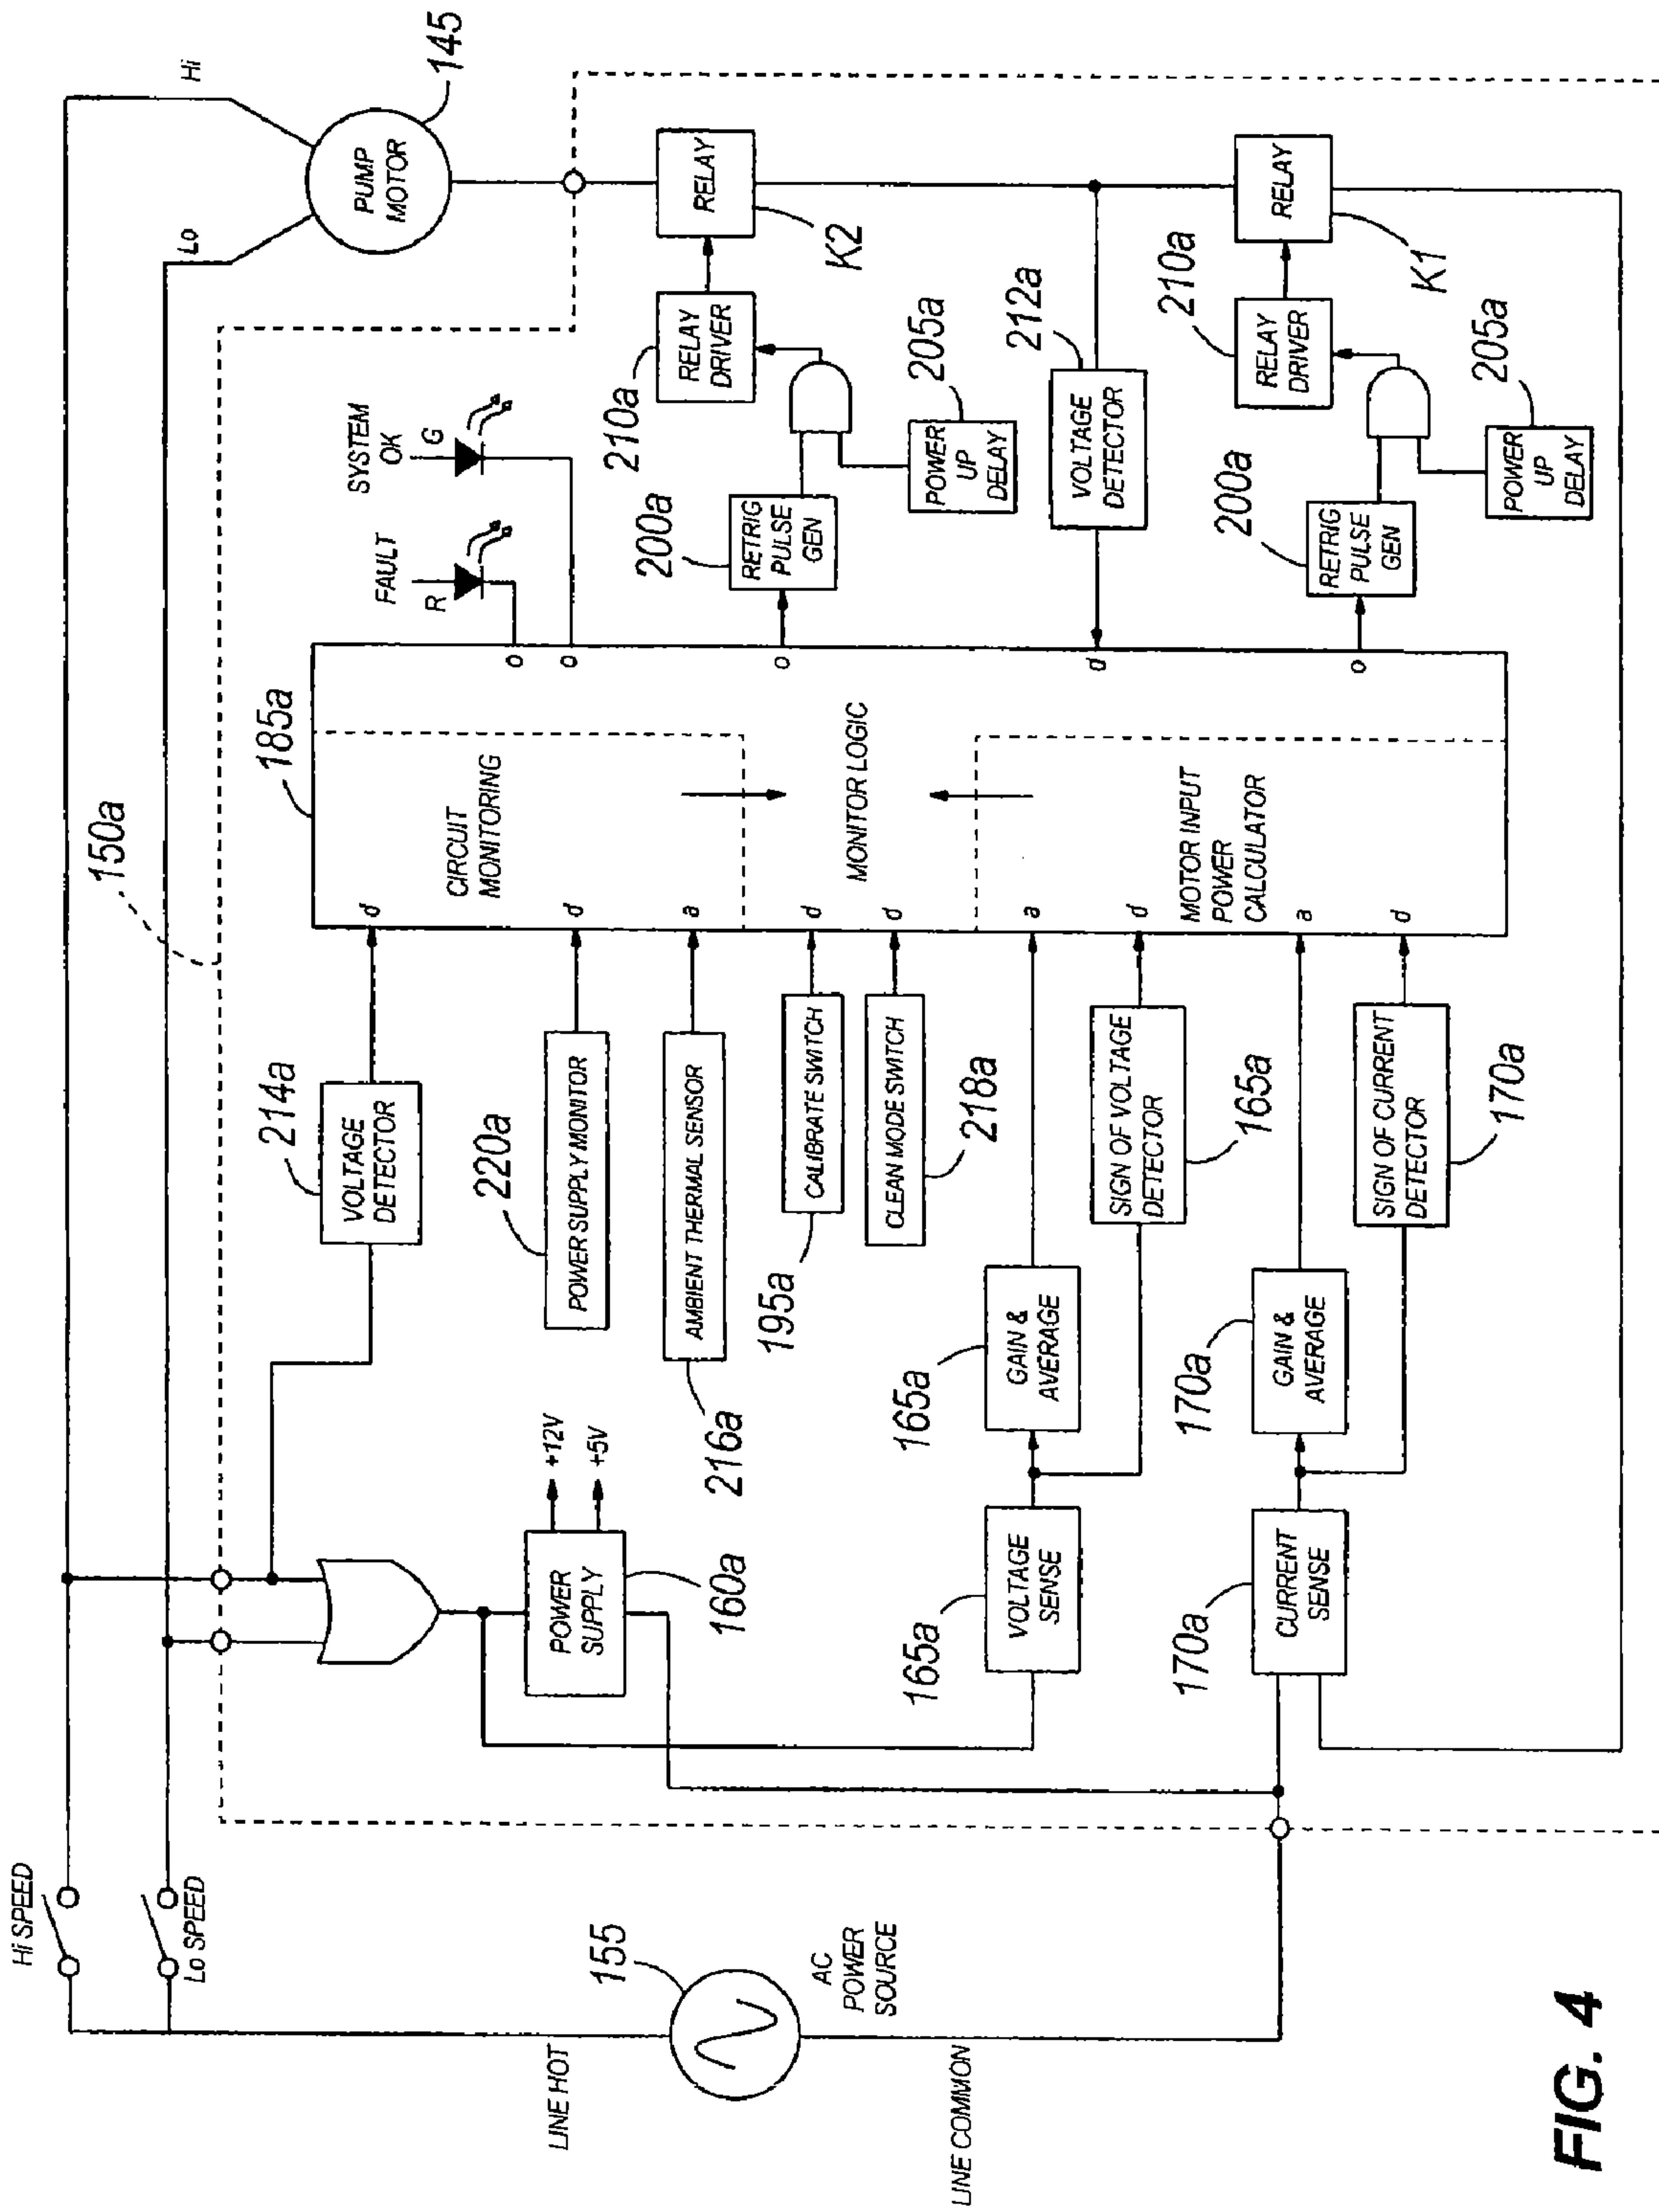 Hi SPEED
Lo SPEED
LINE HOT
155
AC
POWER
SOURCE
LINE COMMON
150a
Hi
Lo
PUMP
MOTOR
145
214a
VOLTAGE
DETECTOR
+12V
+5V
POWER
SUPPLY
160a
220a
POWER SUPPLY MONITOR
AMBIENT THERMAL SENSOR
216a
195a
CALIBRATE SWITCH
CLEAN MODE SWITCH
218a
165a
VOLTAGE
SENSE
165a
GAIN &
AVERAGE
SIGN OF VOLTAGE
DETECTOR
165a
170a
CURRENT
SENSE
170a
GAIN &
AVERAGE
SIGN OF CURRENT
DETECTOR
170a
185a
d
CIRCUIT
MONITORING
d
a
d
MONITOR LOGIC
d
a
d
MOTOR INPUT
POWER
CALCULATOR
a
d
o
o
o
d
o
FAULT
R
SYSTEM
OK
G
200a
RETRIG
PULSE
GEN
210a
RELAY
DRIVER
POWER
UP
DELAY
205a
RELAY
K2
212a
VOLTAGE
DETECTOR
200a
RETRIG
PULSE
GEN
210a
RELAY
DRIVER
POWER
UP
DELAY
205a
RELAY
K1
FIG. 4